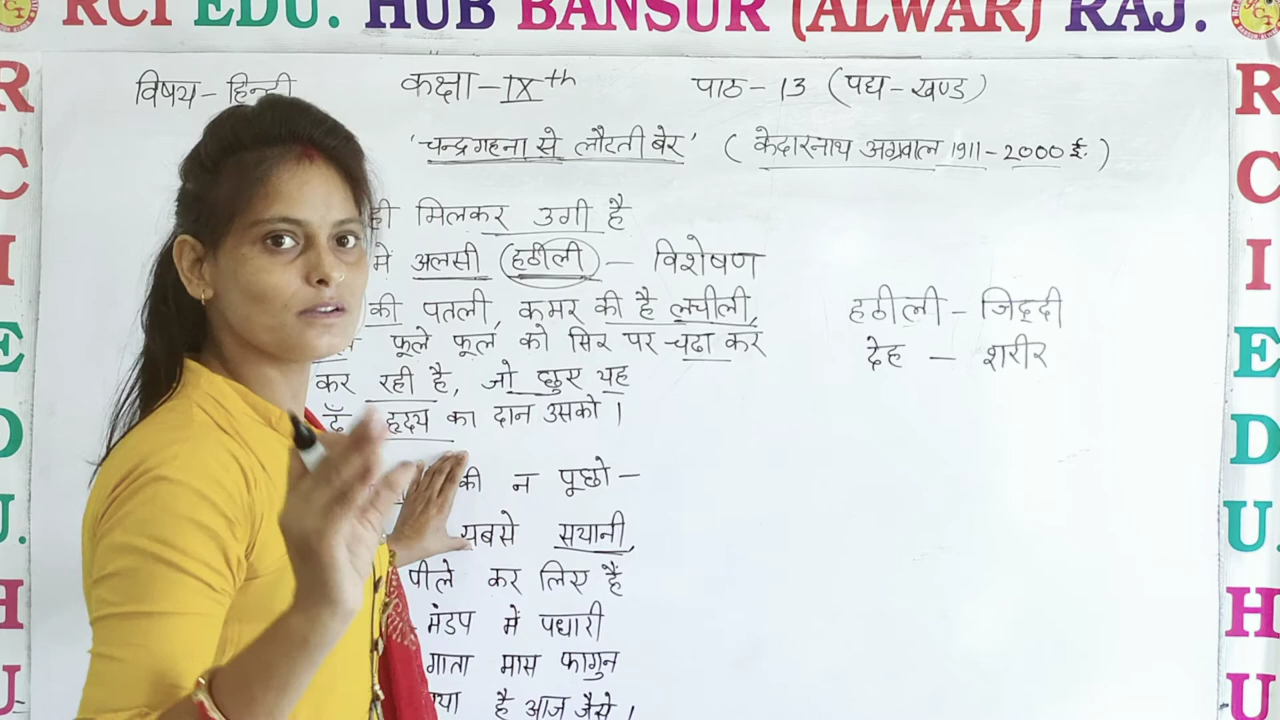 RCI EDU. HUB BANSUR (ALWAR) RAJ.
विषय - हिन्दी कक्षा - IXth पाठ - 13 (पद्य - खण्ड)
'चन्द्रगहना से लौटती बेर' ( केदारनाथ अग्रवाल 1911 - 2000 ई. )
ही मिलकर उगी है
में अलसी (हठीली) - विशेषण
की पतली, कमर की है लचीली,
फूले फूल को सिर पर चढा कर
कर रही है, जो छुए यह
दूँ हृदय का दान उसको ।
की न पूछो -
सबसे सयानी,
पीले कर लिए हैं
मंडप में पधारी
गाता मास फागुन
गया है आज जैसे ।
हठीली - जिद्दी
देह - शरीर
R
C
I
E
D
U.
H
U
R
C
I
E
D
U.
H
U